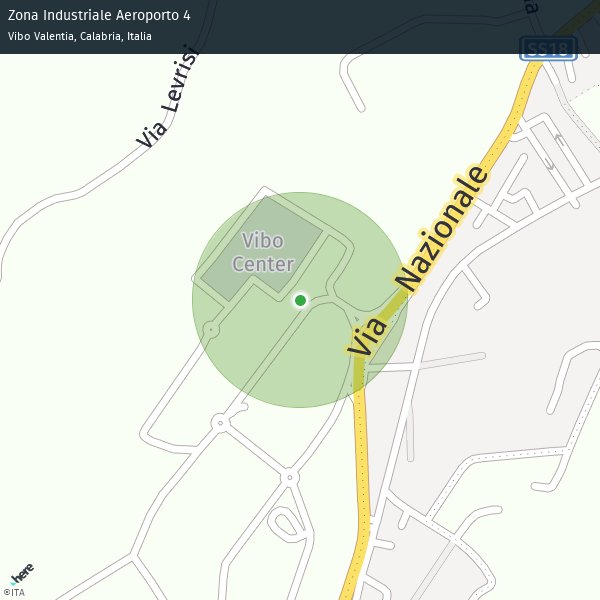 Zona Industriale Aeroporto 4
Vibo Valentia, Calabria, Italia
SS18
Via Levrisi
Via Nazionale
Vibo
Center
here
©ITA